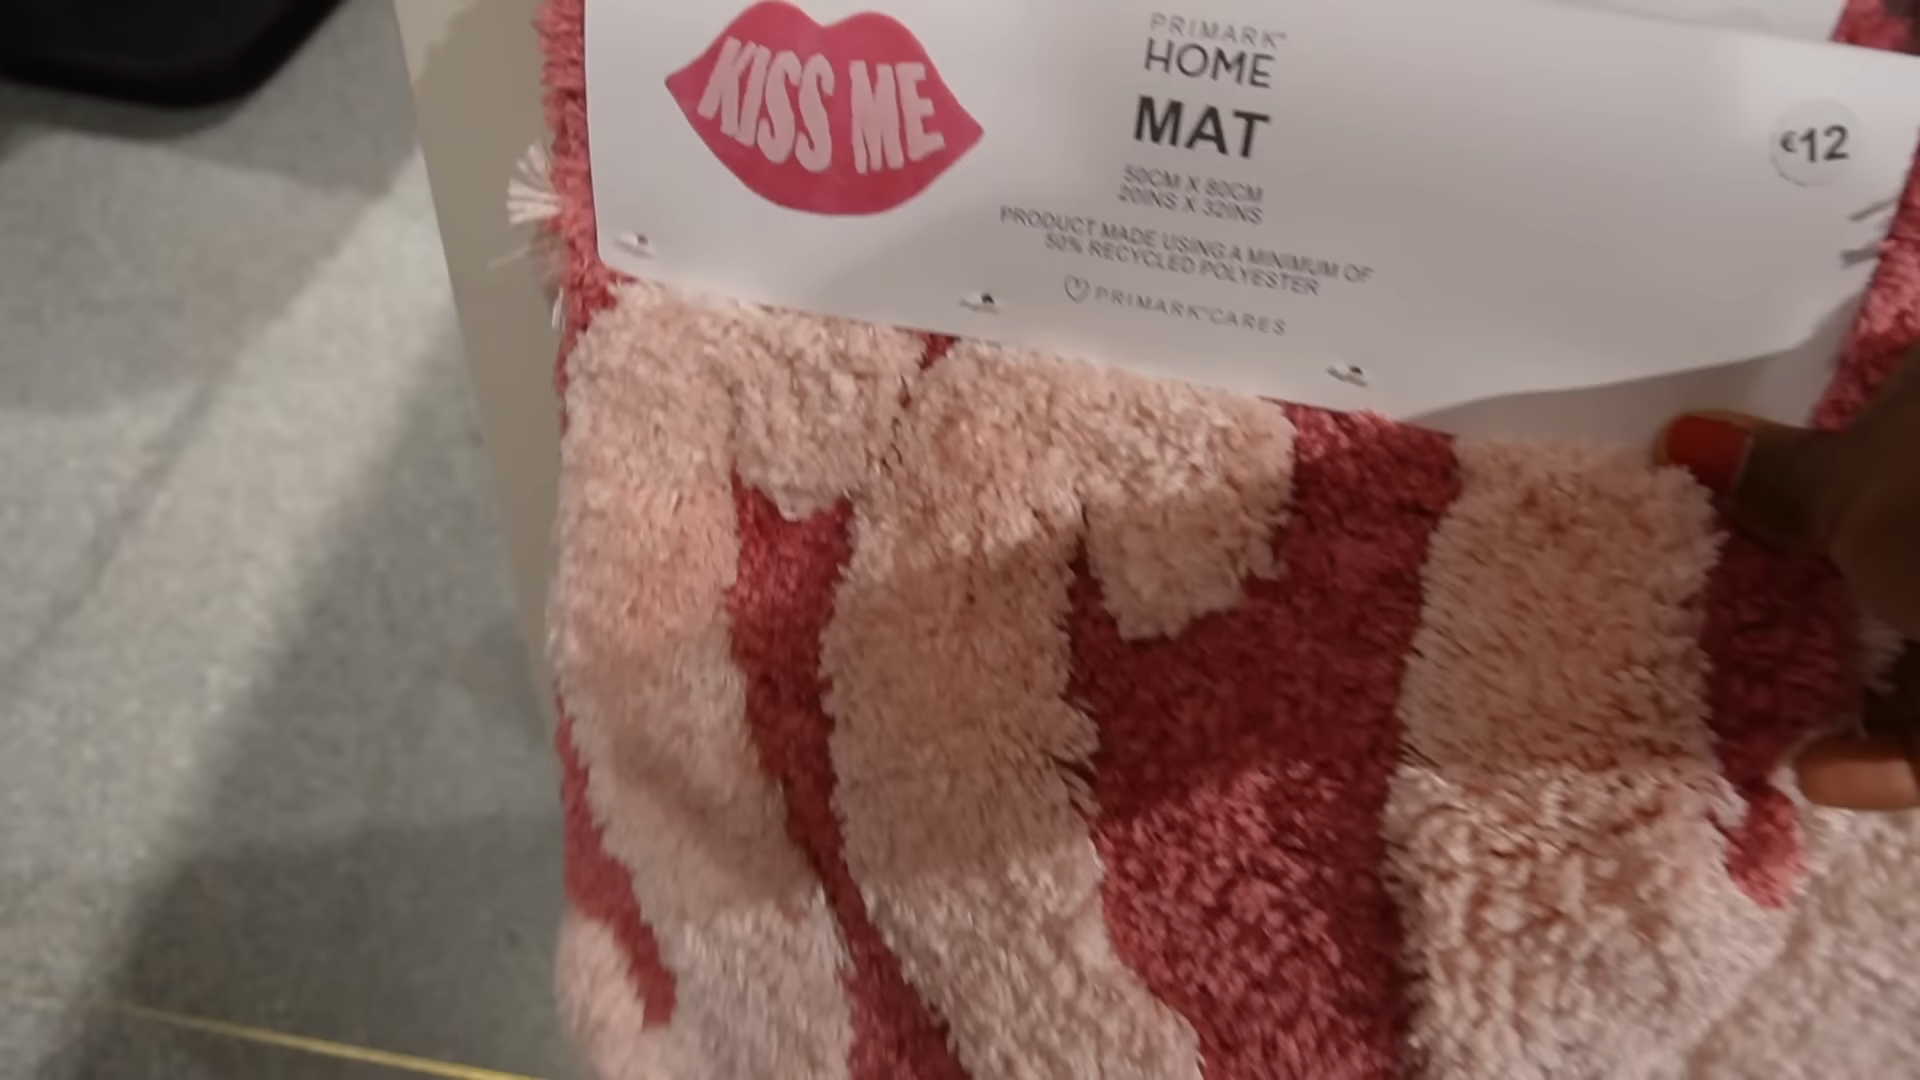 KISS ME
PRIMARK®
HOME
MAT
50CM X 80CM
20INS X 32INS
PRODUCT MADE USING A MINIMUM OF
50% RECYCLED POLYESTER
PRIMARK®CARES
€12